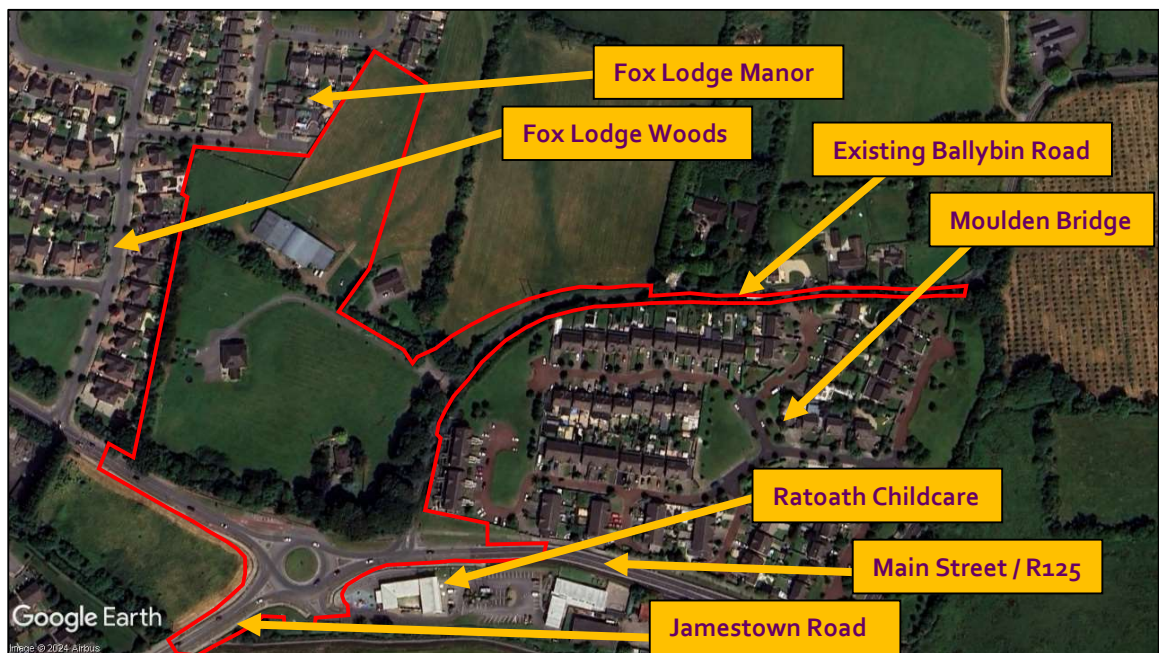 Fox Lodge Manor
Fox Lodge Woods
Existing Ballybin Road
Moulden Bridge
Ratoath Childcare
Main Street / R125
Jamestown Road
Google Earth
Image © 2024 Airbus